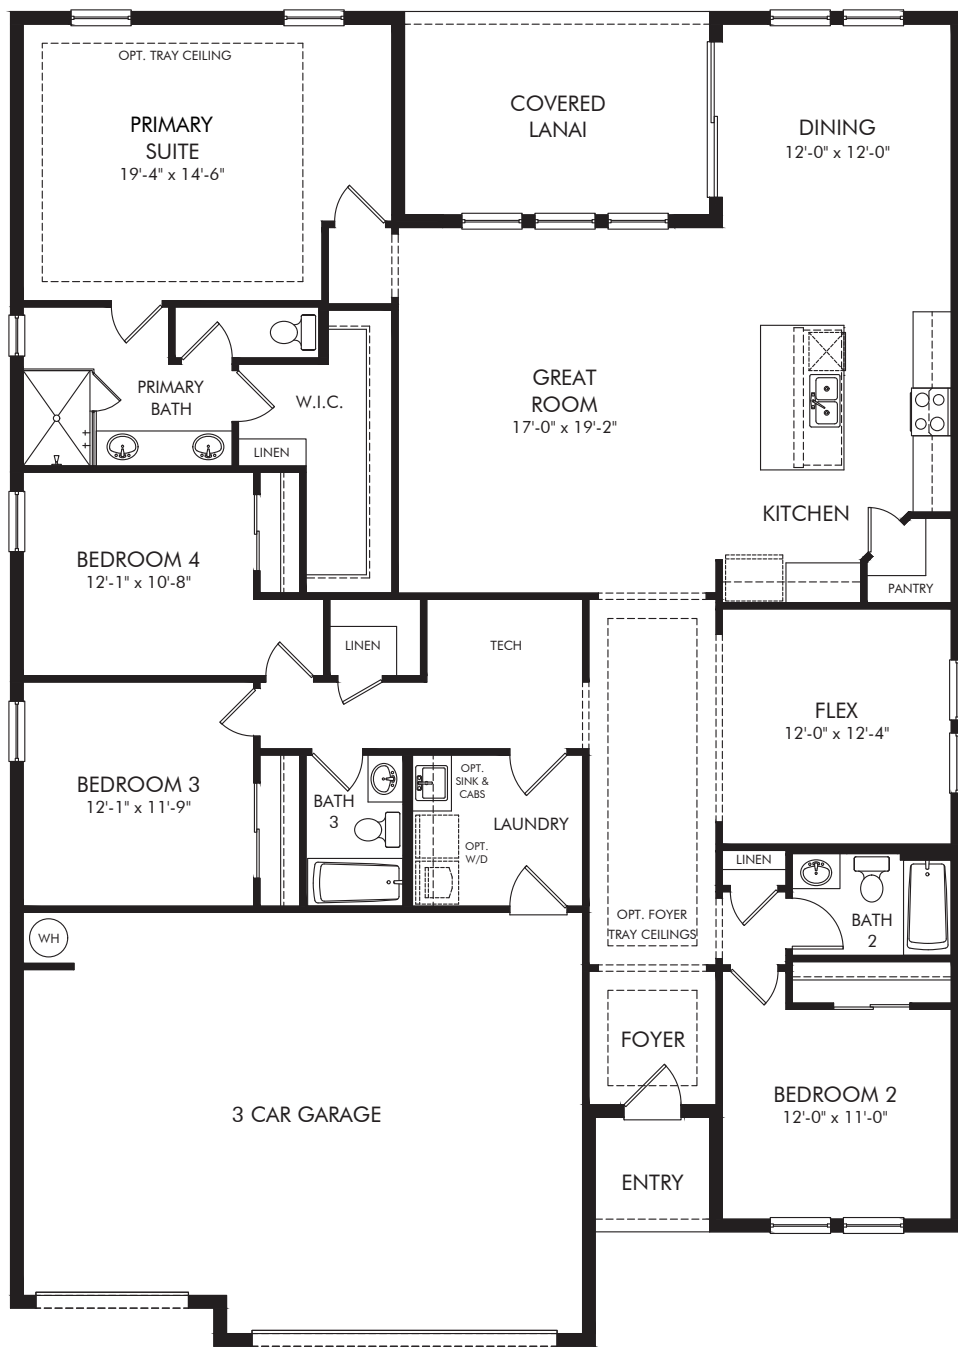 OPT. TRAY CEILING
PRIMARY
SUITE
19'-4" x 14'-6"
COVERED
LANAI
DINING
12'-0" x 12'-0"
PRIMARY
BATH
W.I.C.
LINEN
GREAT
ROOM
17'-0" x 19'-2"
KITCHEN
PANTRY
BEDROOM 4
12'-1" x 10'-8"
LINEN
TECH
FLEX
12'-0" x 12'-4"
BEDROOM 3
12'-1" x 11'-9"
BATH
3
OPT.
SINK &
CABS
LAUNDRY
OPT.
W/D
LINEN
BATH
2
OPT. FOYER
TRAY CEILINGS
WH
FOYER
3 CAR GARAGE
BEDROOM 2
12'-0" x 11'-0"
ENTRY